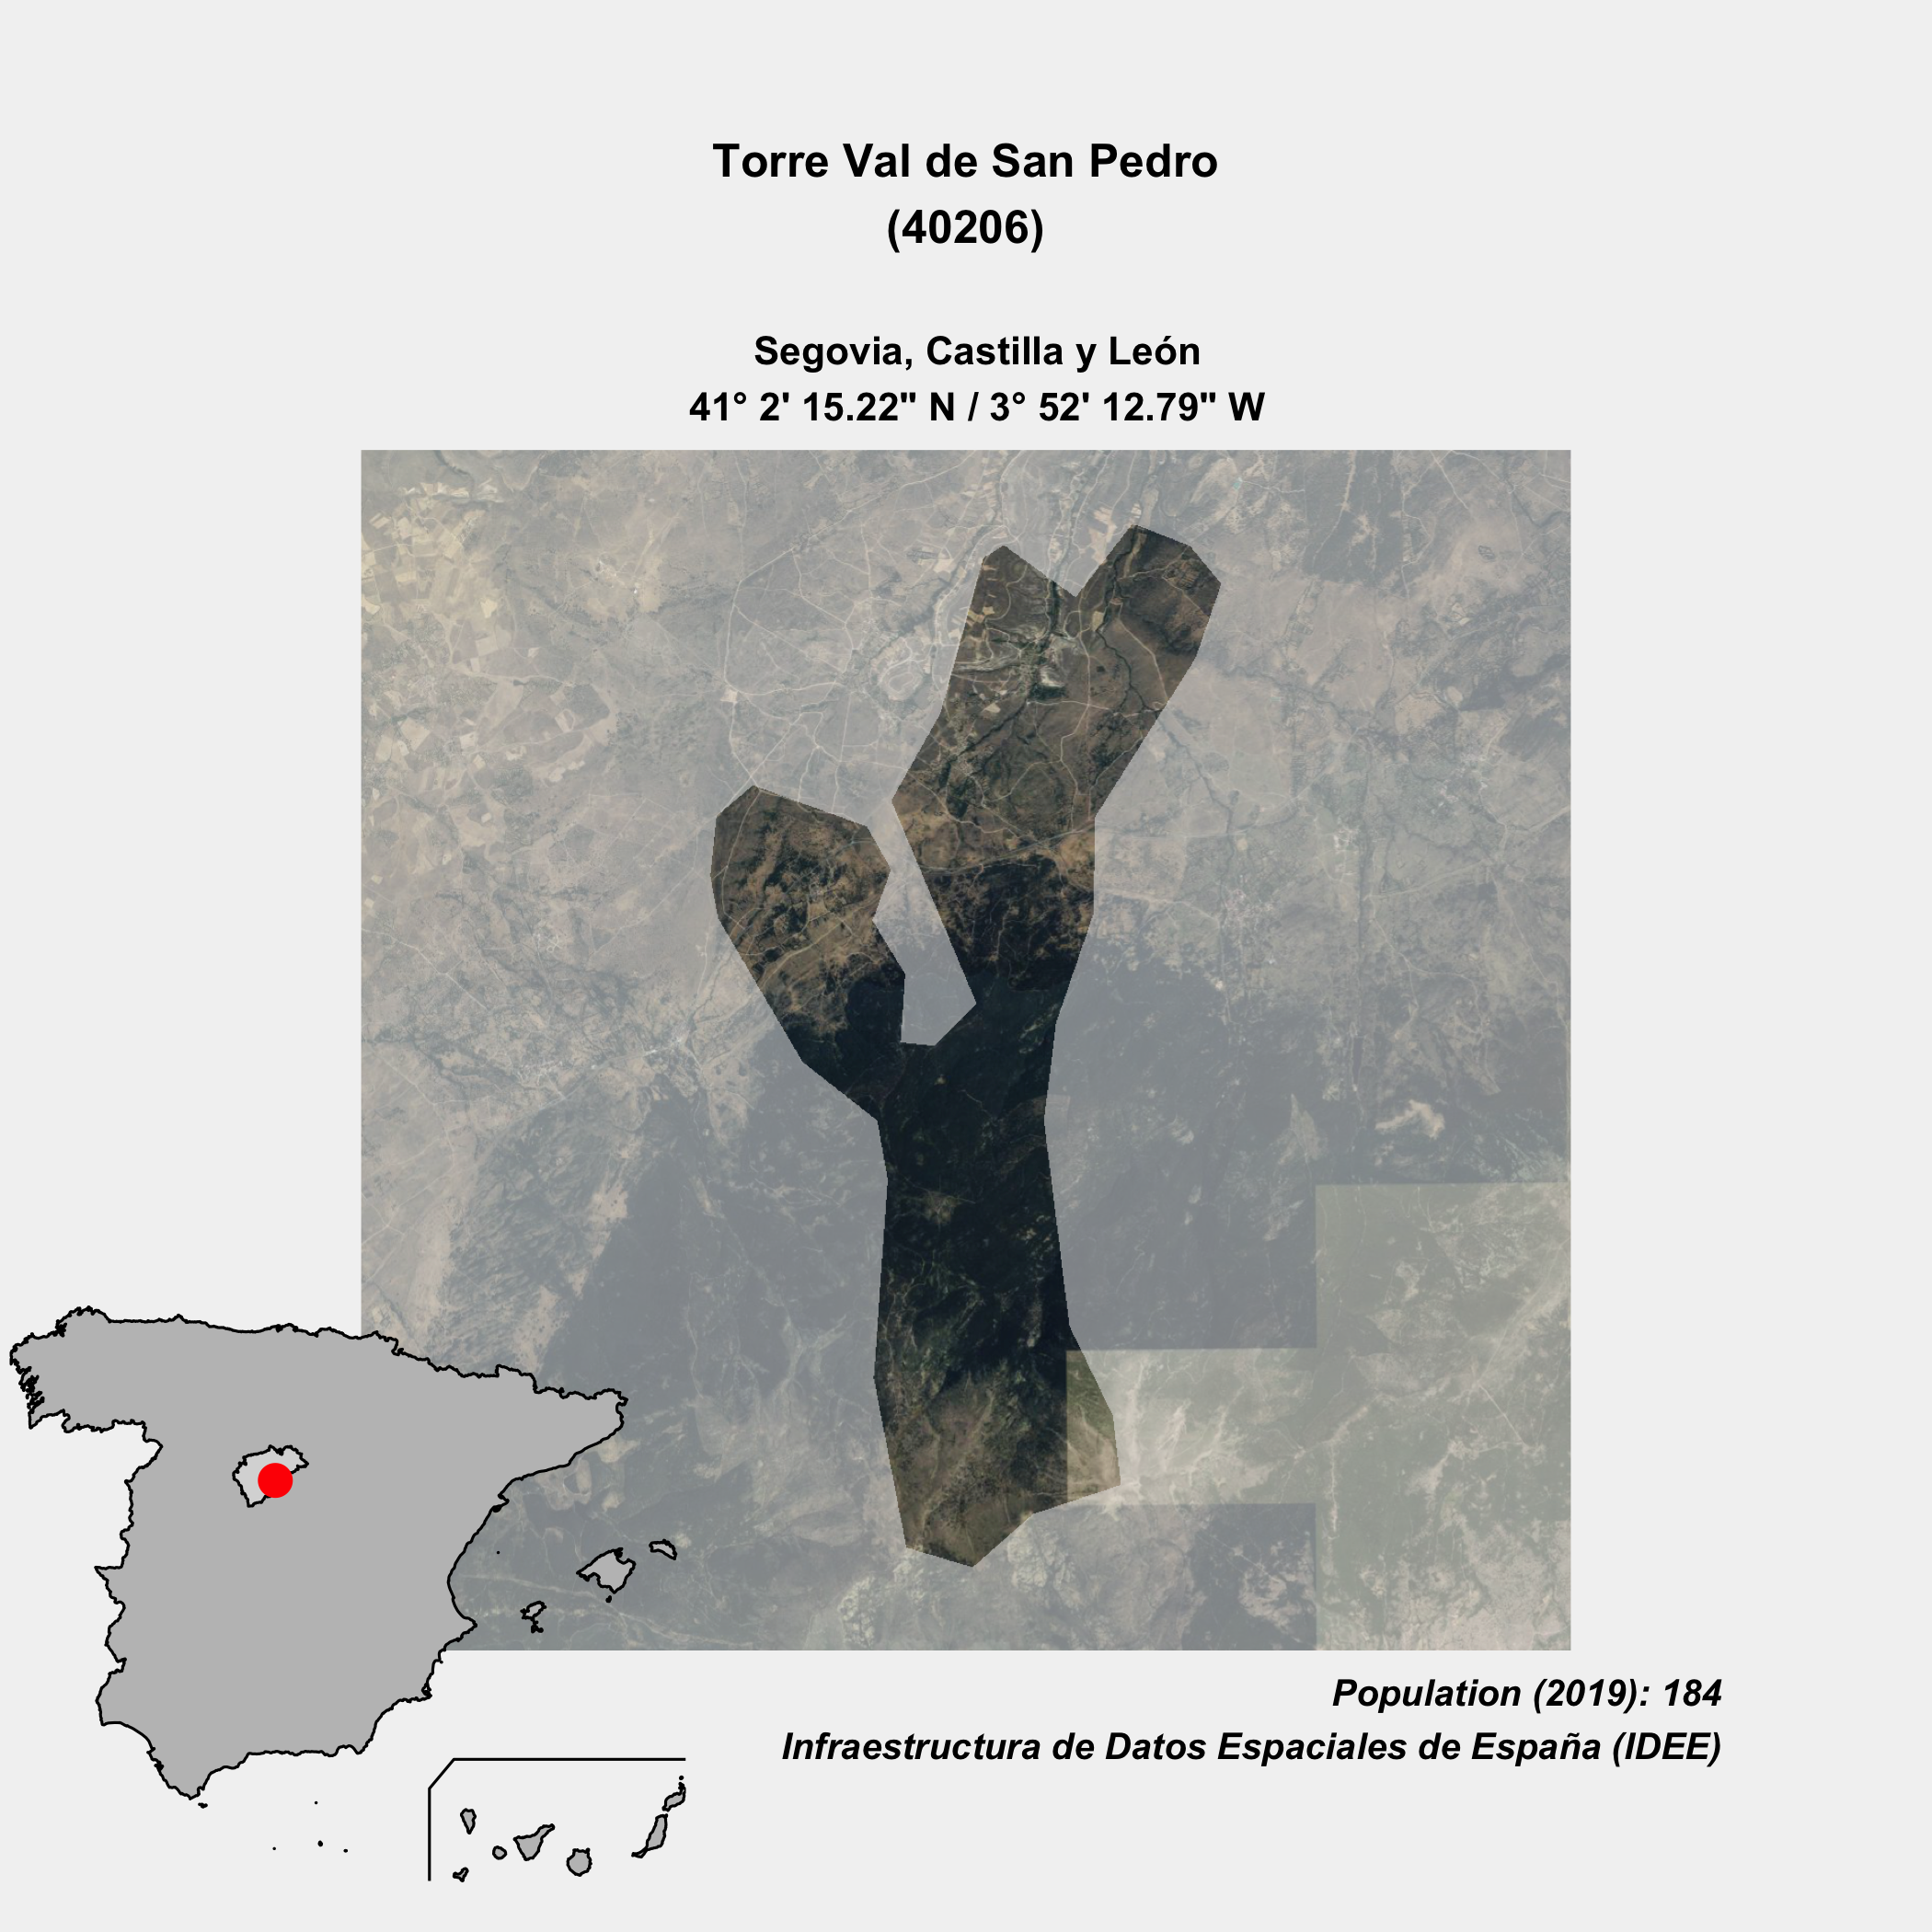 Torre Val de San Pedro
(40206)
Segovia, Castilla y León
41° 2' 15.22" N / 3° 52' 12.79" W
Population (2019): 184
Infraestructura de Datos Espaciales de España (IDEE)